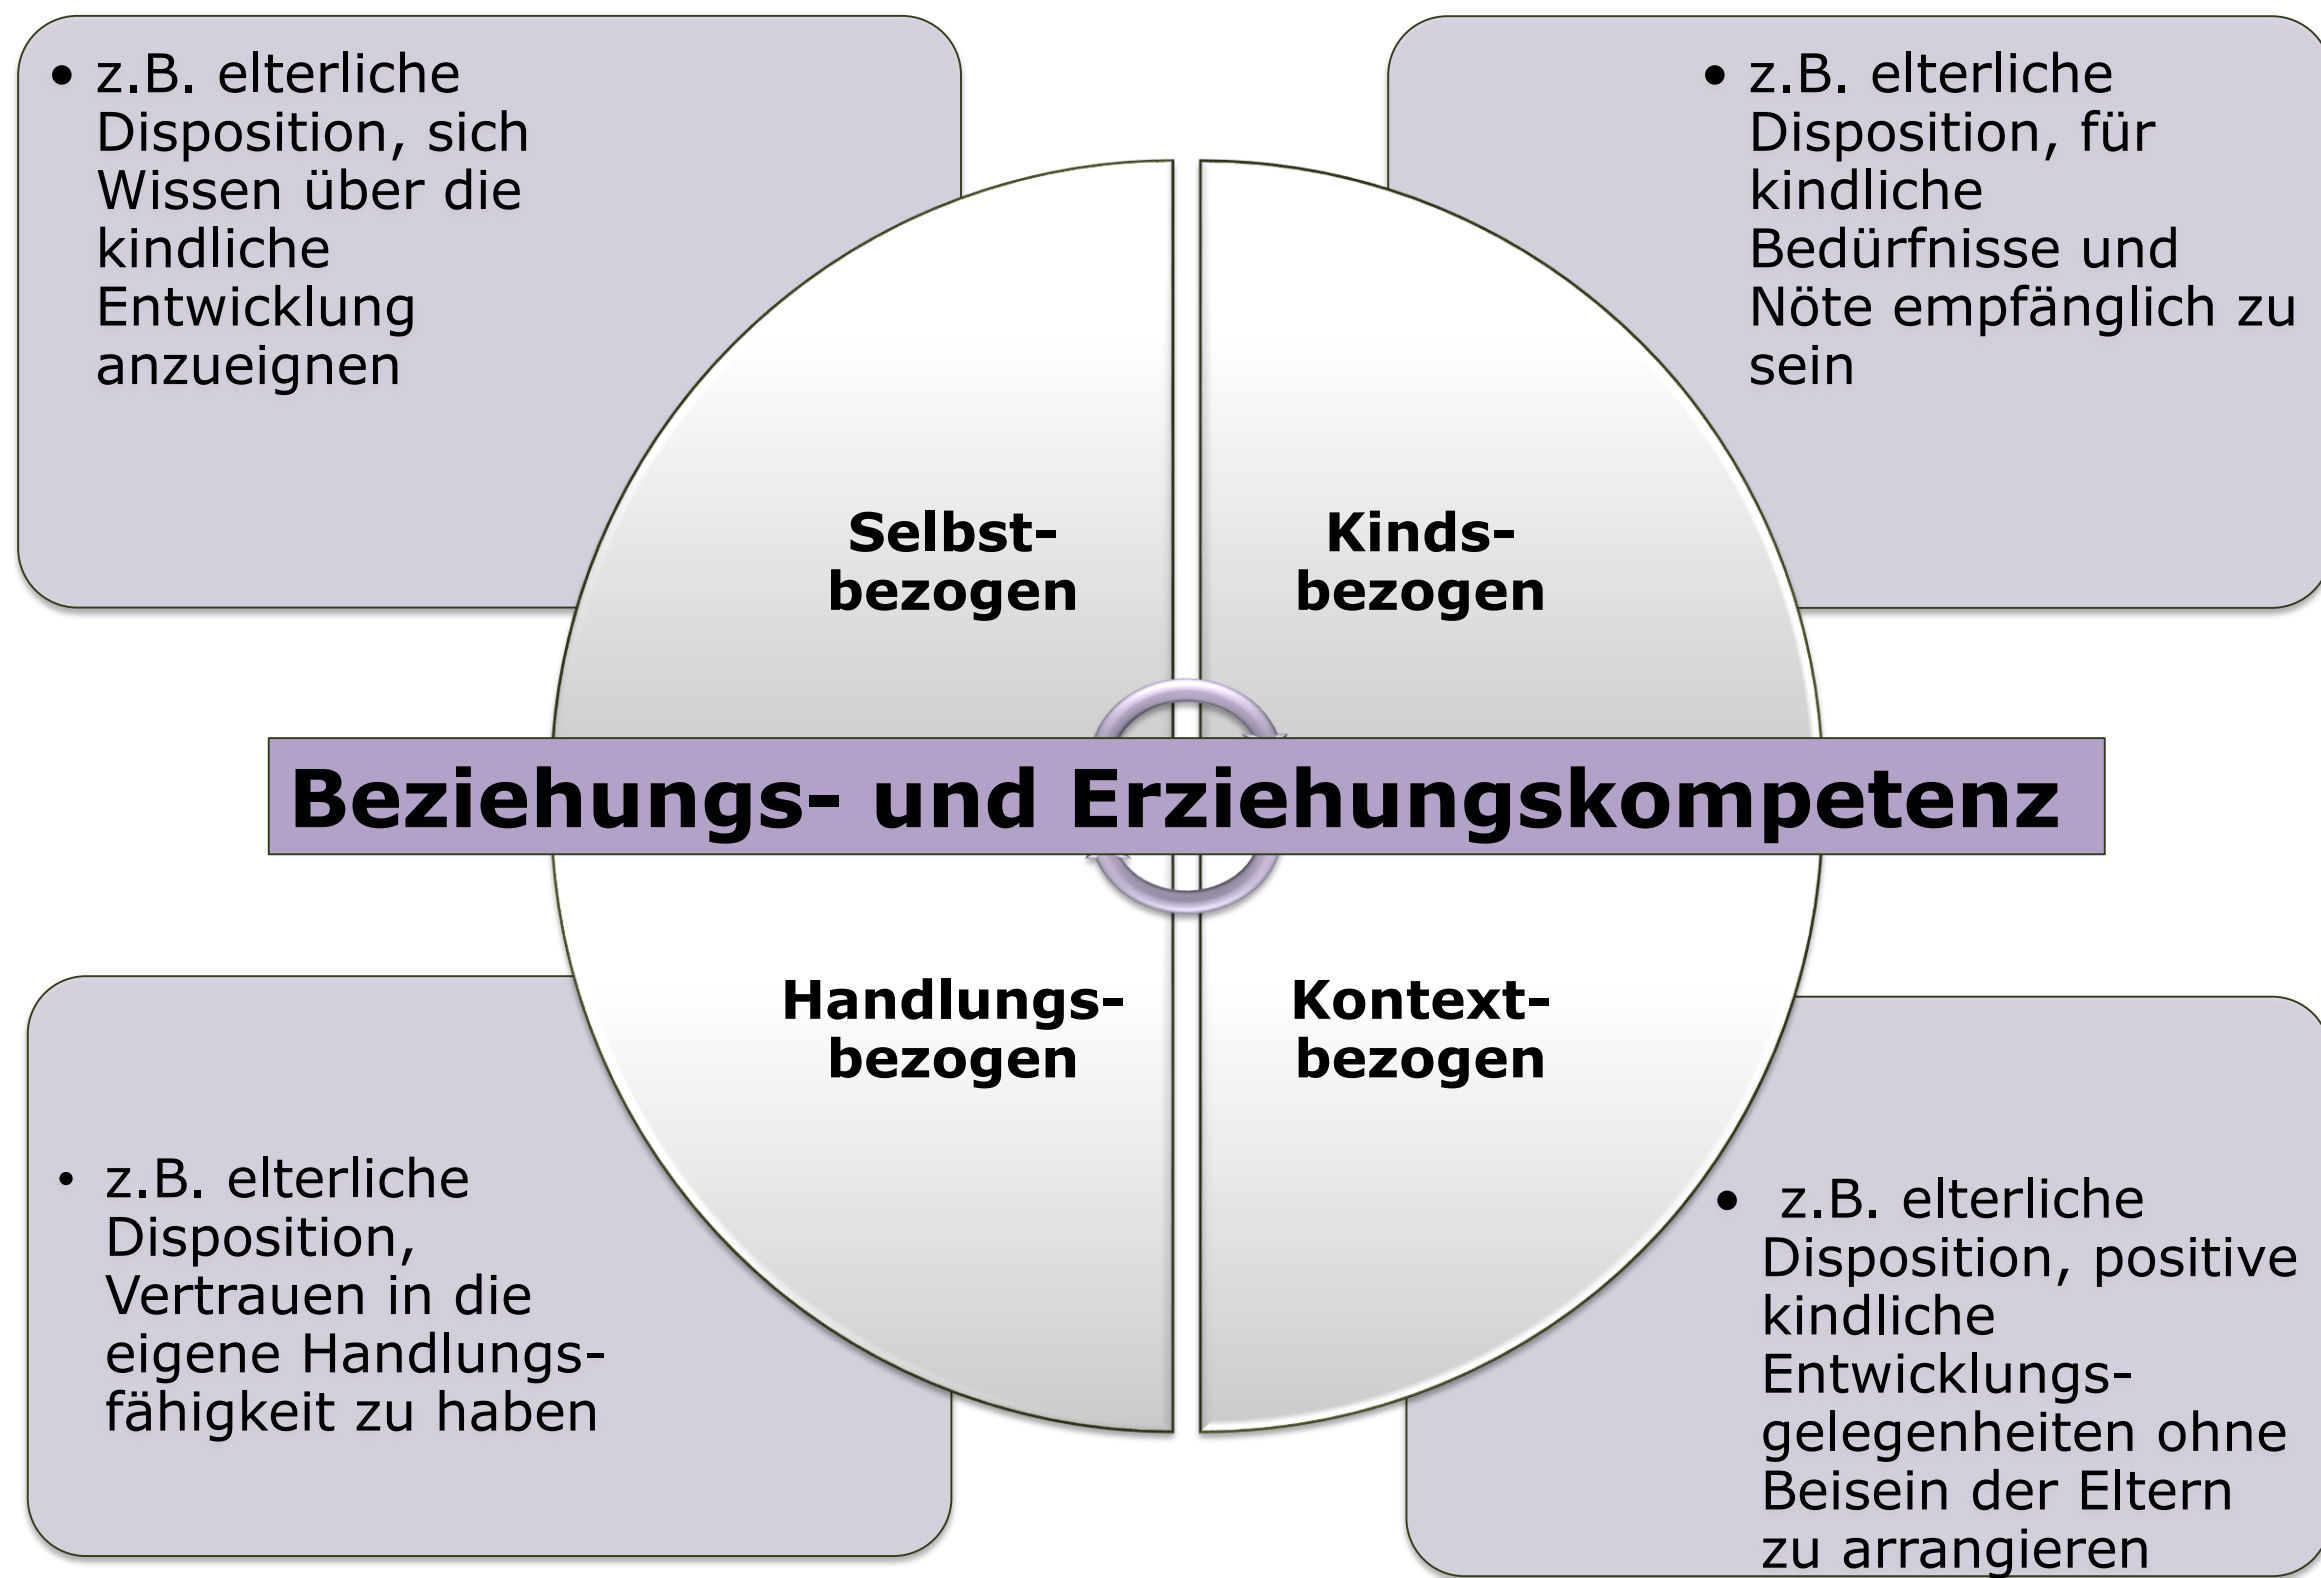 • z.B. elterliche
Disposition, sich
Wissen über die
kindliche
Entwicklung
anzueignen
• z.B. elterliche
Disposition, für
kindliche
Bedürfnisse und
Nöte empfänglich zu
sein
Selbst-
bezogen
Kinds-
bezogen
Beziehungs- und Erziehungskompetenz
Handlungs-
bezogen
Kontext-
bezogen
• z.B. elterliche
Disposition,
Vertrauen in die
eigene Handlungs-
fähigkeit zu haben
• z.B. elterliche
Disposition, positive
kindliche
Entwicklungs-
gelegenheiten ohne
Beisein der Eltern
zu arrangieren